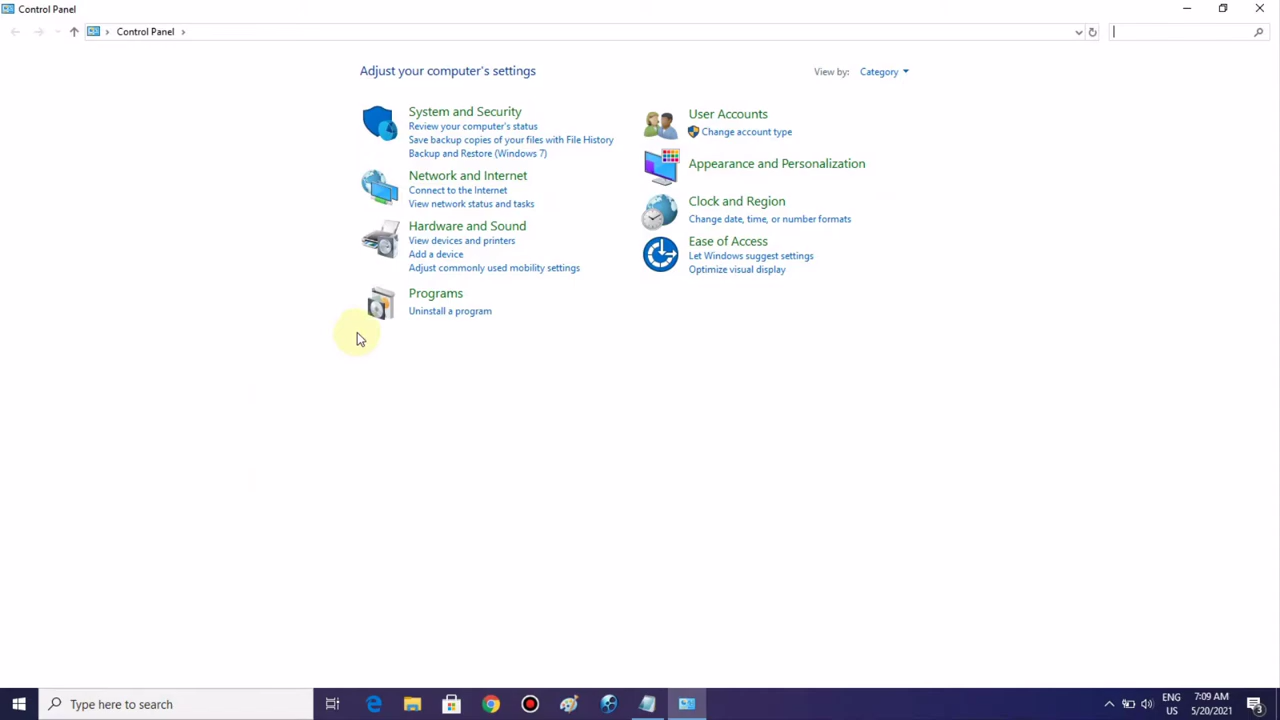 Control Panel
Control Panel
Adjust your computer's settings
View by: Category
System and Security
Review your computer's status
Save backup copies of your files with File History
Backup and Restore (Windows 7)
Network and Internet
Connect to the Internet
View network status and tasks
Hardware and Sound
View devices and printers
Add a device
Adjust commonly used mobility settings
Programs
Uninstall a program
User Accounts
Change account type
Appearance and Personalization
Clock and Region
Change date, time, or number formats
Ease of Access
Let Windows suggest settings
Optimize visual display
Type here to search
ENG
US
7:09 AM
5/20/2021
3